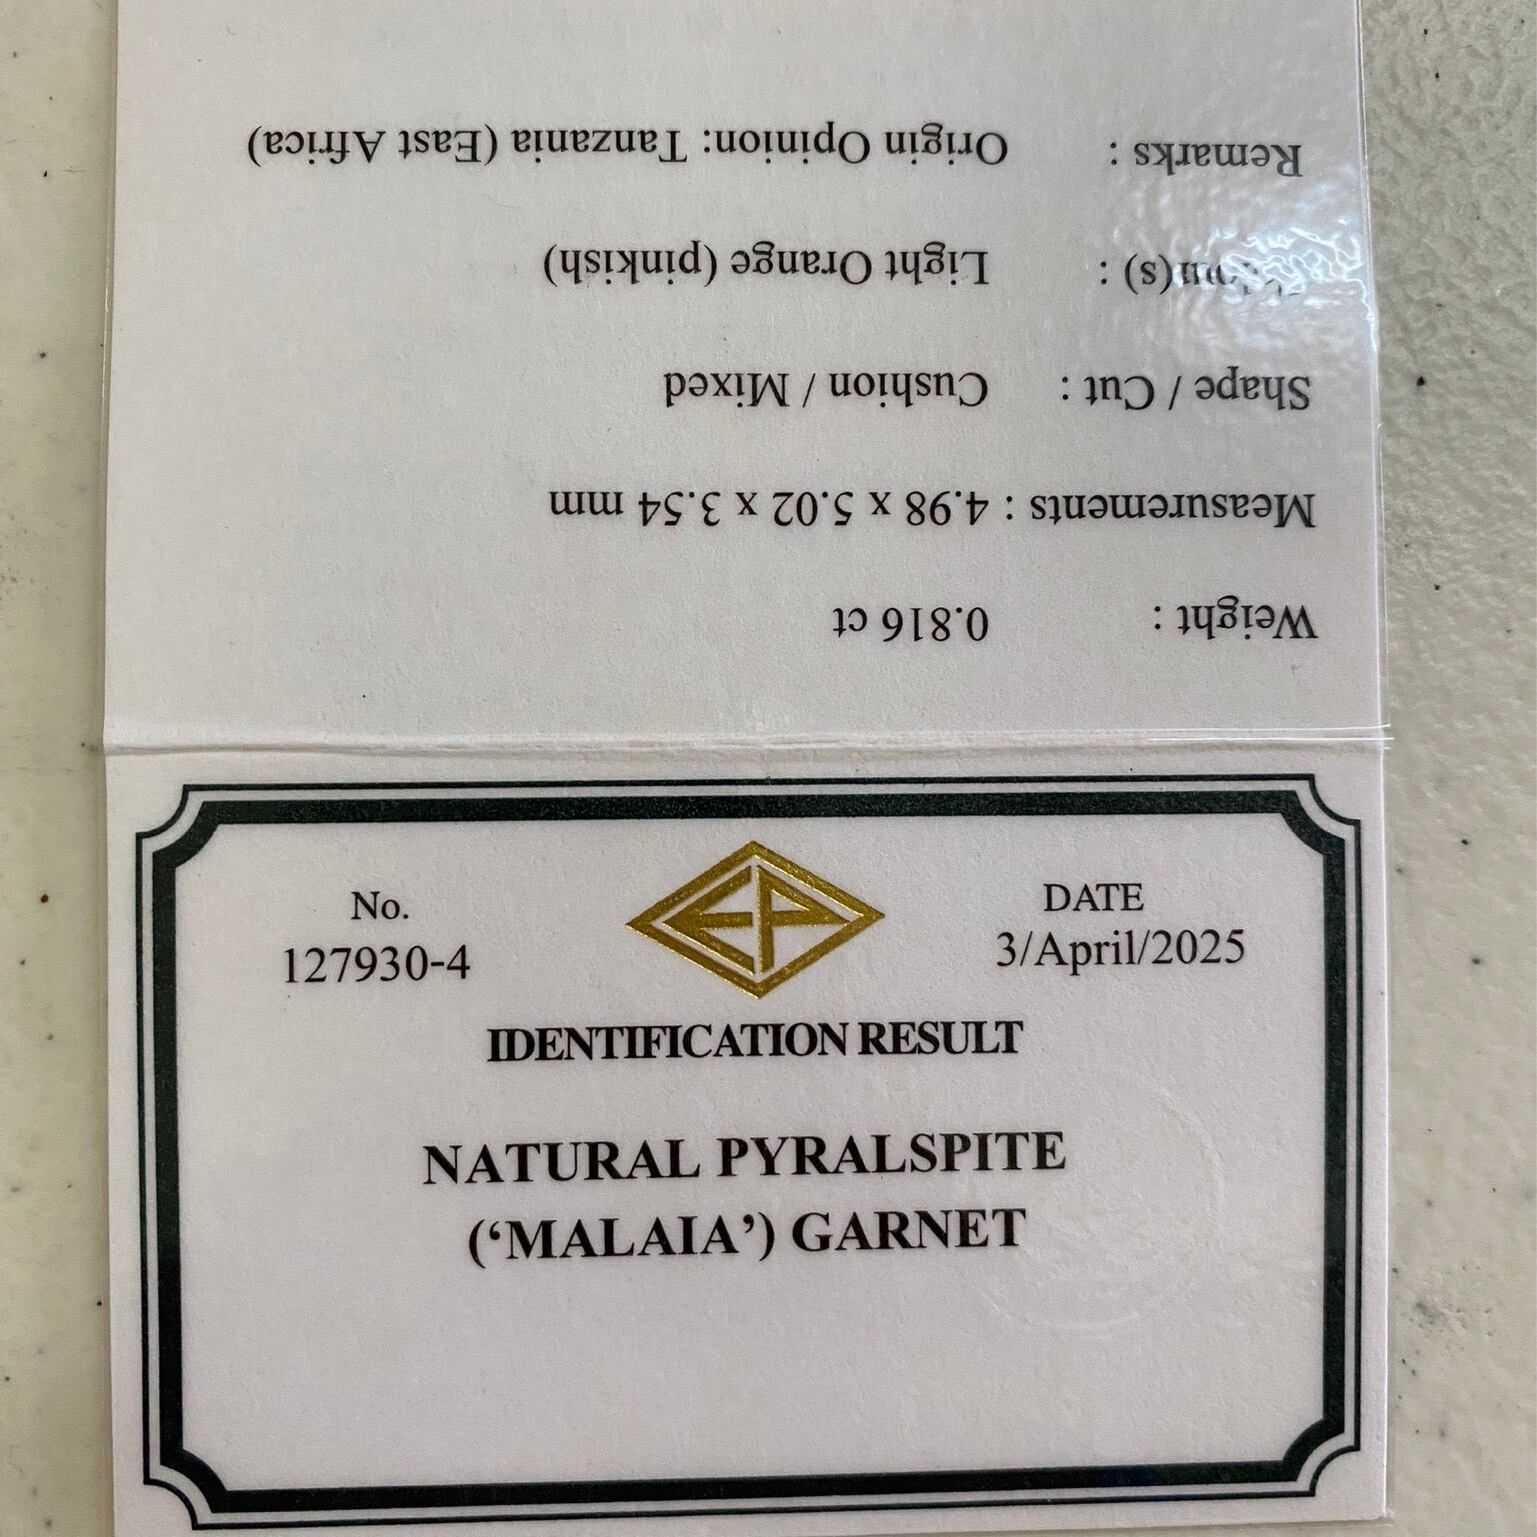 Weight : 0.816 ct
Measurements : 4.98 x 5.02 x 3.54 mm
Shape / Cut : Cushion / Mixed
Light Orange (pinkish)
Remarks : Origin Opinion: Tanzania (East Africa)
No.
127930-4
EP
DATE
3/April/2025
IDENTIFICATION RESULT
NATURAL PYRALSPITE
(‘MALAIA’) GARNET